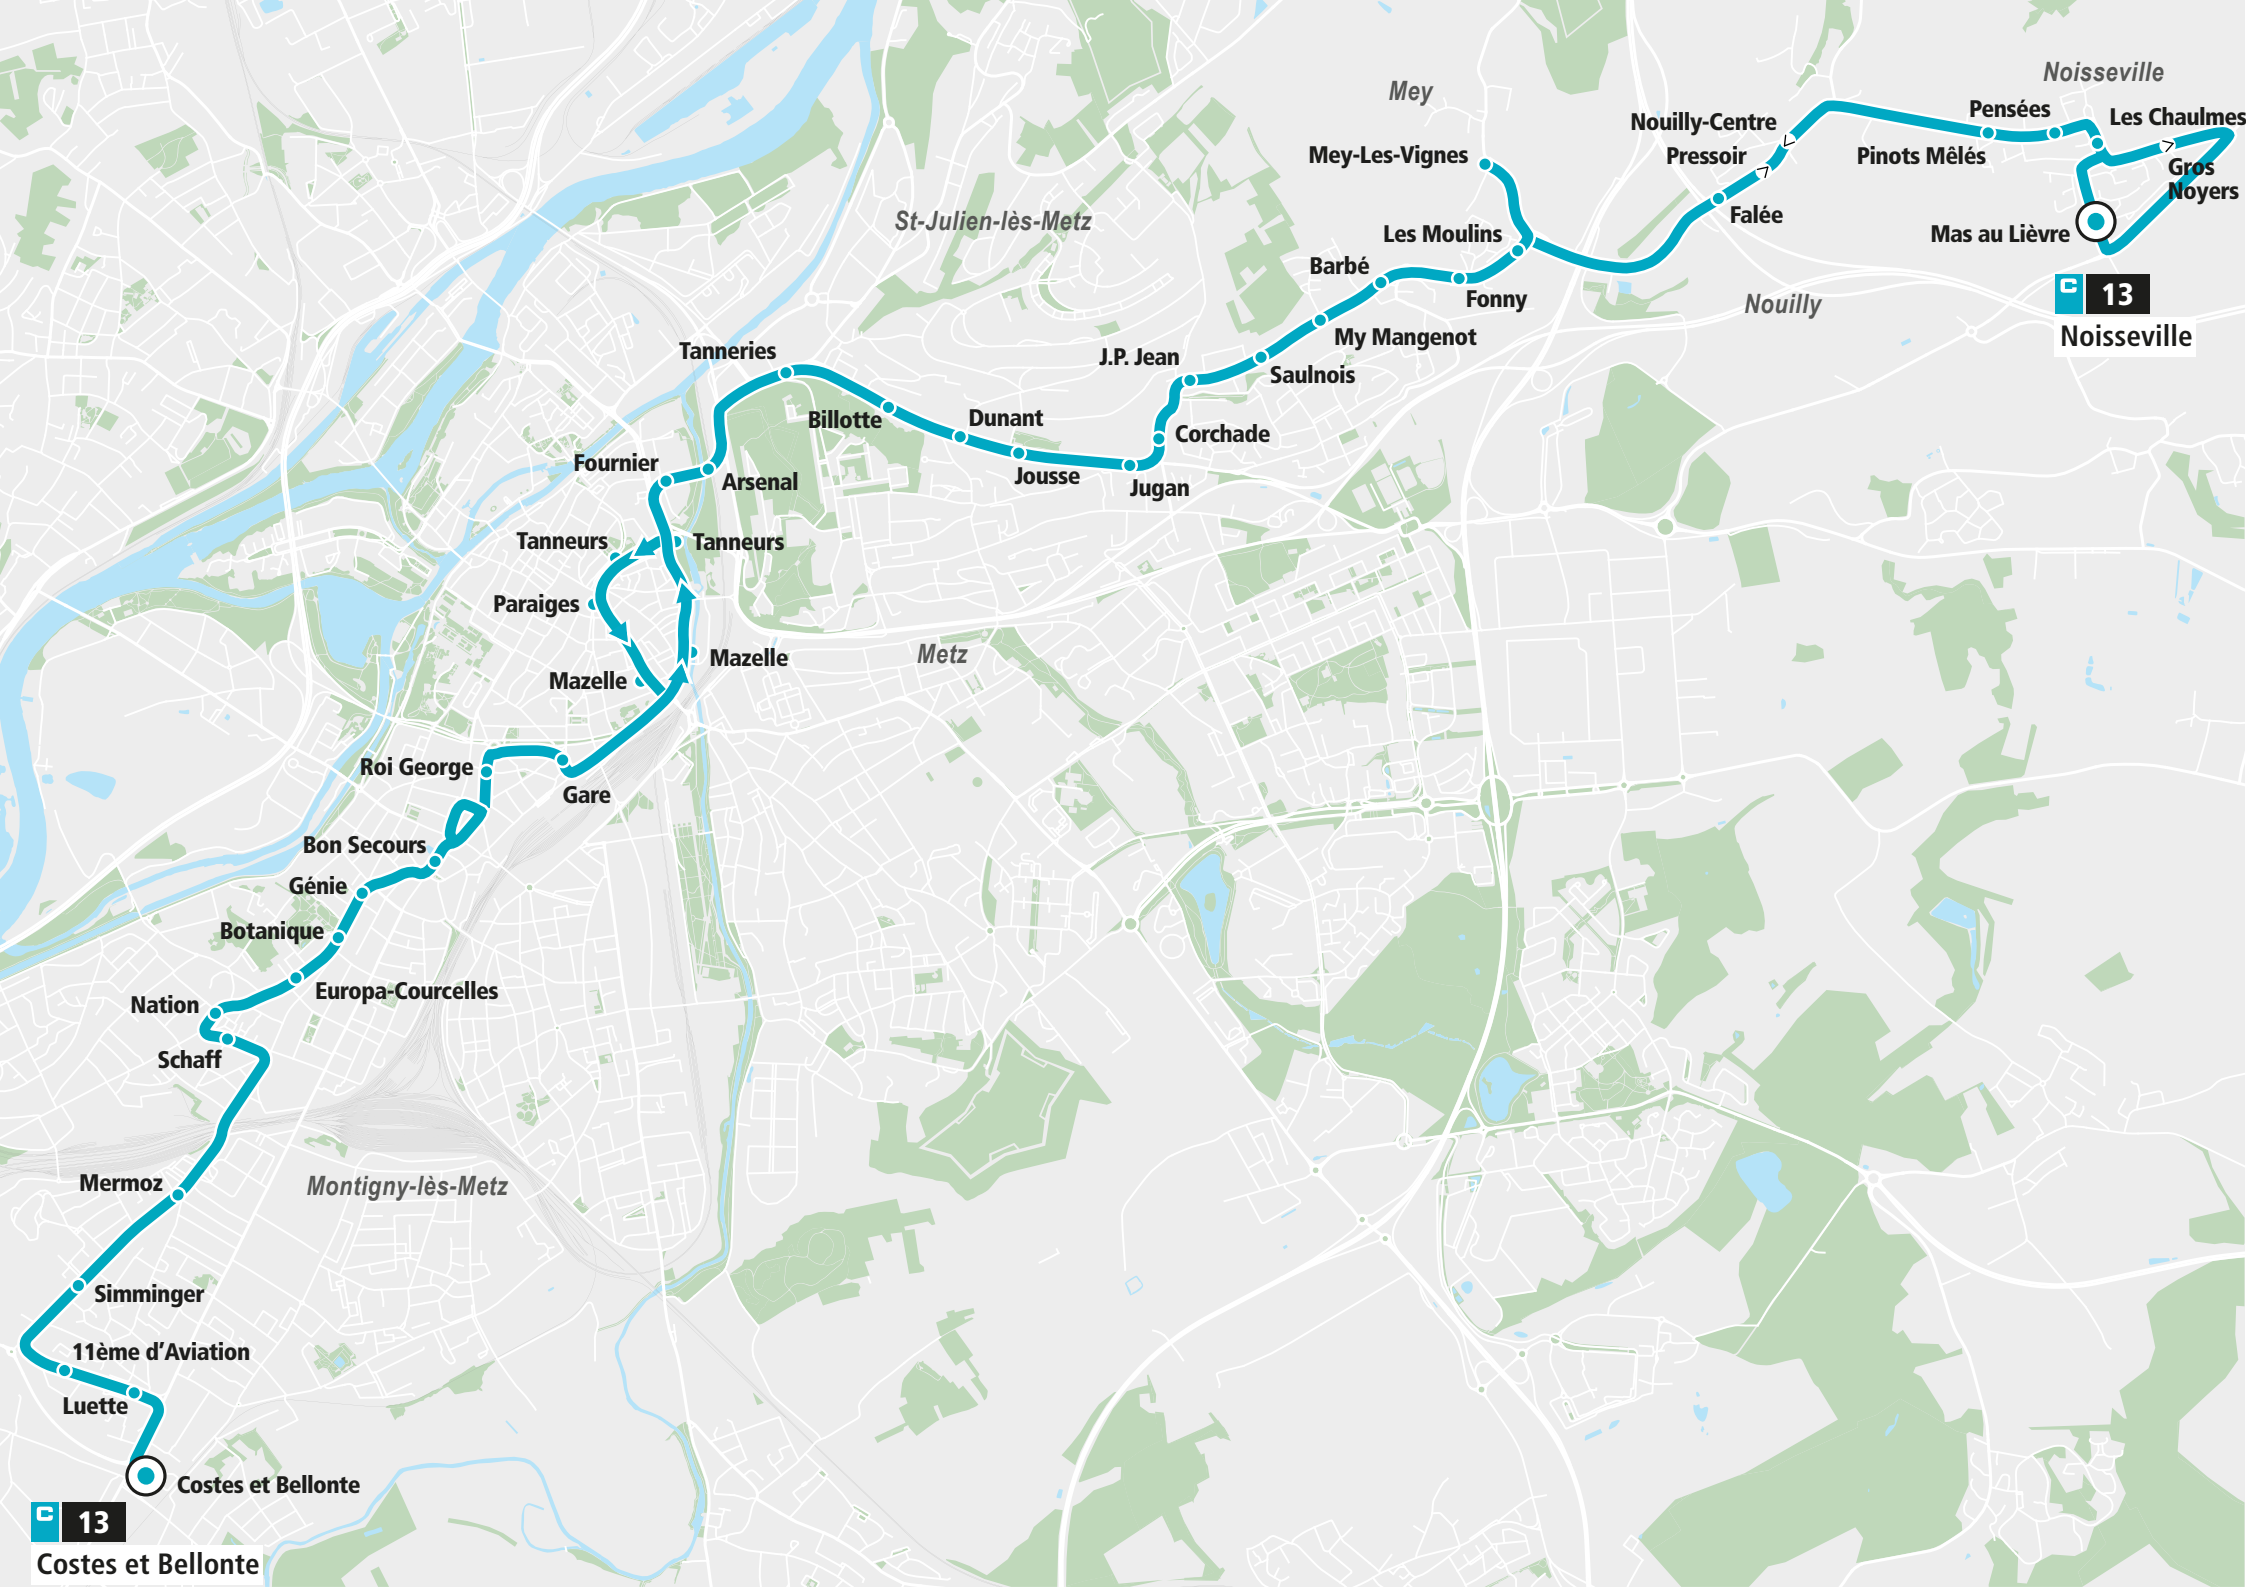 Noisseville
Mey
Pensées
Les Chaulmes
Nouilly-Centre
Mey-Les-Vignes
Pressoir
Pinots Mêlés
Gros
Noyers
St-Julien-lès-Metz
Falée
Les Moulins
Mas au Lièvre
Barbé
Fonny
Nouilly
C 13
Noisseville
My Mangenot
Tanneries
J.P. Jean
Saulnois
Billotte
Dunant
Corchade
Fournier
Arsenal
Jousse
Jugan
Tanneurs
Tanneurs
Paraiges
Metz
Mazelle
Mazelle
Roi George
Gare
Bon Secours
Génie
Botanique
Europa-Courcelles
Nation
Schaff
Mermoz
Montigny-lès-Metz
Simminger
11ème d'Aviation
Luette
Costes et Bellonte
C 13
Costes et Bellonte